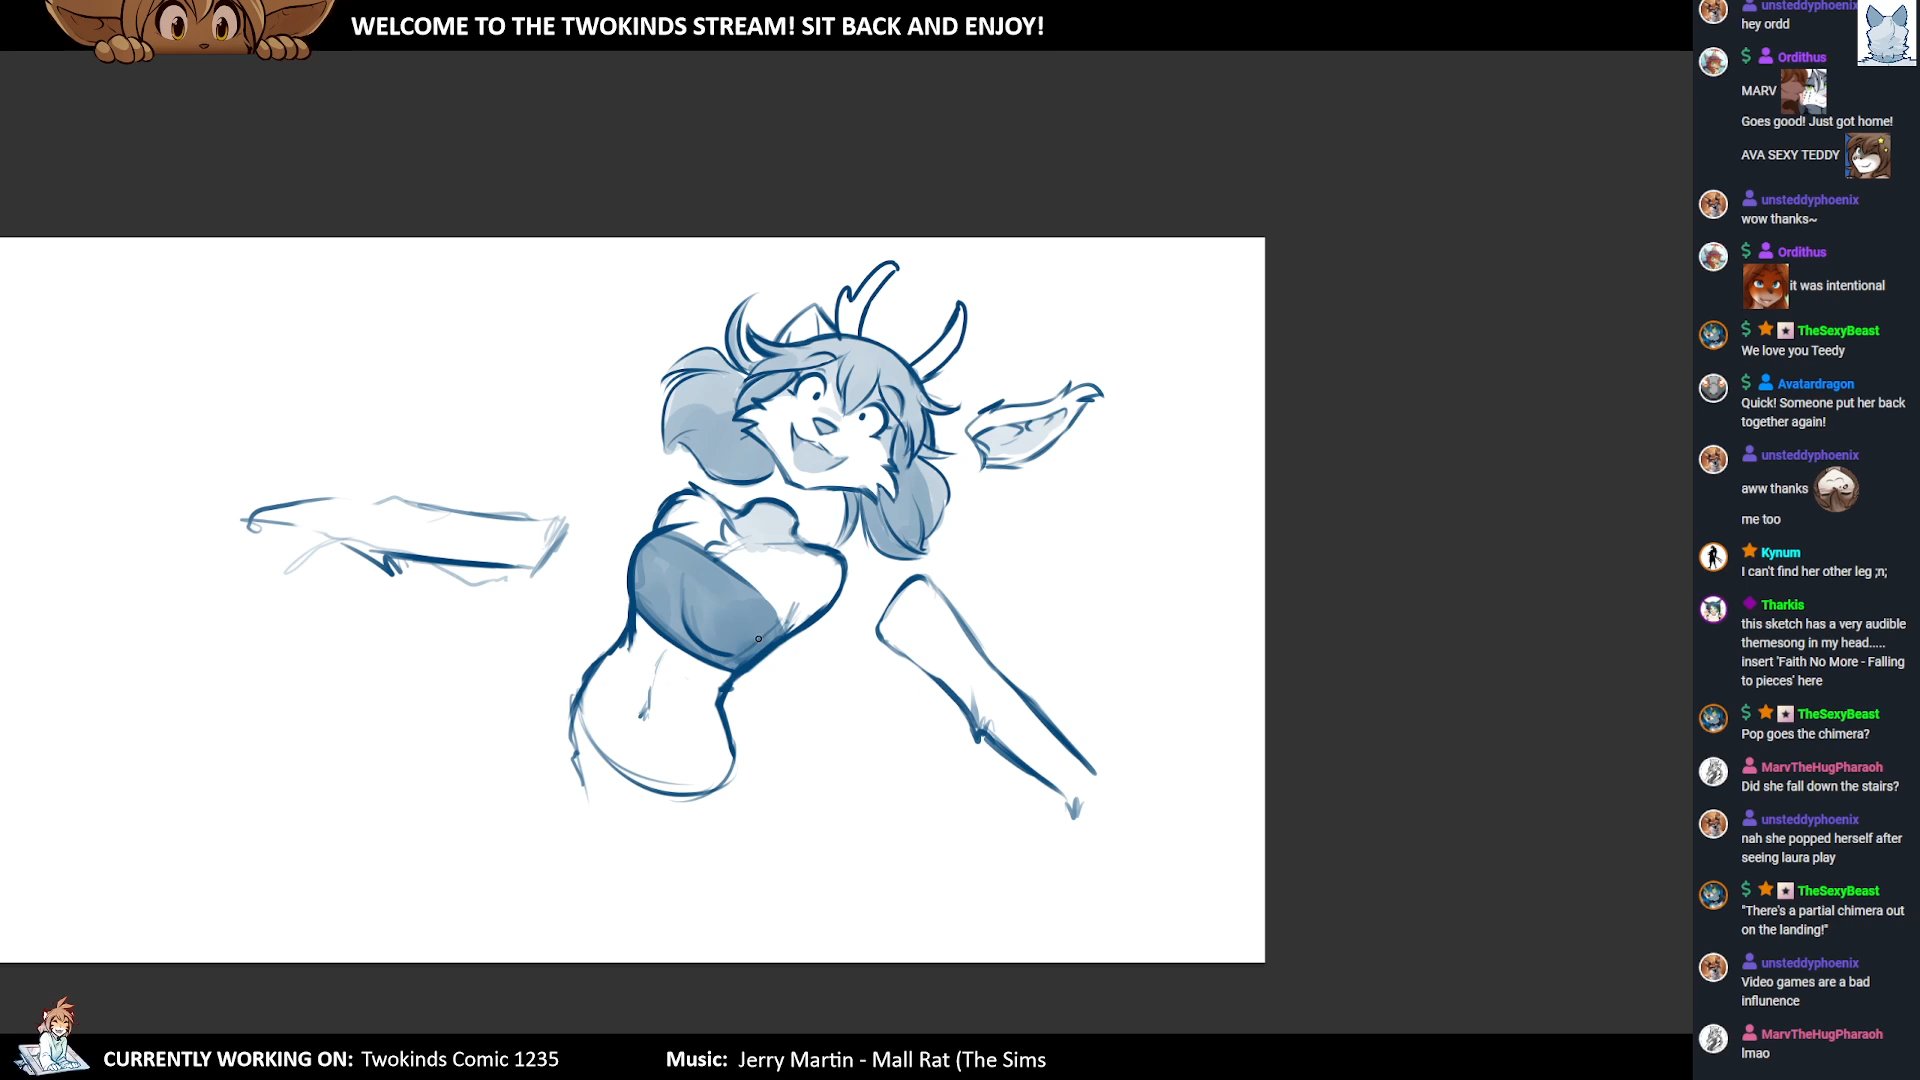 WELCOME TO THE TWOKINDS STREAM! SIT BACK AND ENJOY!
unsteddyphoenix
hey ordd
$ Ordithus
MARV
Goes good! Just got home!
AVA SEXY TEDDY
unsteddyphoenix
wow thanks~
$ Ordithus
it was intentional
$ TheSexyBeast
We love you Teedy
$ Avatardragon
Quick! Someone put her back
together again!
unsteddyphoenix
aww thanks
me too
Kynum
I can't find her other leg ;n;
Tharkis
this sketch has a very audible
themesong in my head.....
insert 'Faith No More - Falling
to pieces' here
$ TheSexyBeast
Pop goes the chimera?
MarvTheHugPharaoh
Did she fall down the stairs?
unsteddyphoenix
nah she popped herself after
seeing laura play
$ TheSexyBeast
"There's a partial chimera out
on the landing!"
unsteddyphoenix
Video games are a bad
influnence
MarvTheHugPharaoh
lmao
CURRENTLY WORKING ON: Twokinds Comic 1235
Music: Jerry Martin - Mall Rat (The Sims